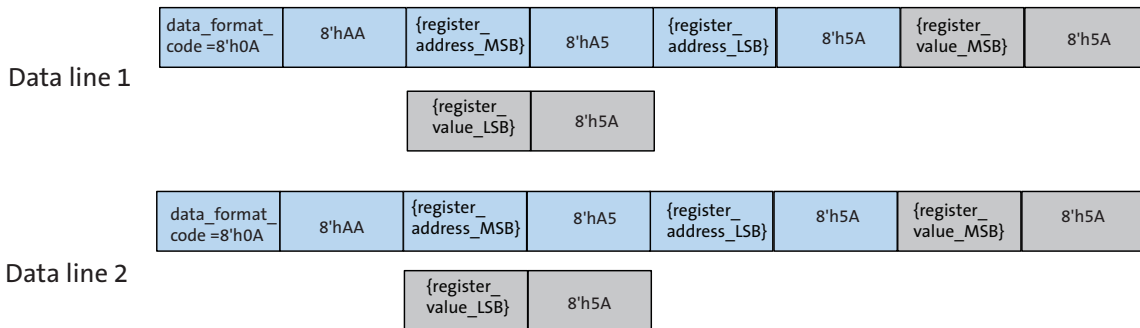 data_format_ code =8'h0A 8'hAA {register_ address_MSB} 8'hA5 {register_ address_LSB} 8'h5A {register_ value_MSB} 8'h5A
Data line 1
{register_ value_LSB} 8'h5A
data_format_ code =8'h0A 8'hAA {register_ address_MSB} 8'hA5 {register_ address_LSB} 8'h5A {register_ value_MSB} 8'h5A
Data line 2
{register_ value_LSB} 8'h5A